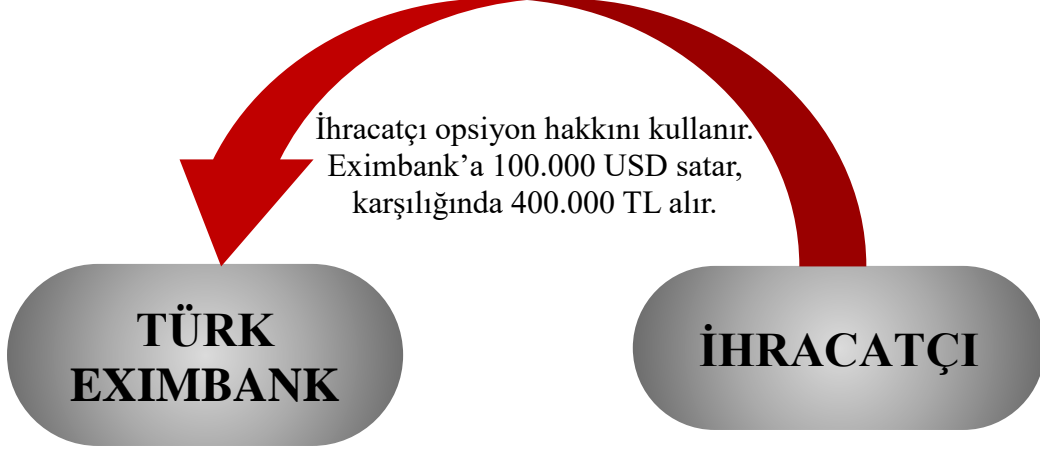 İhracatçı opsiyon hakkını kullanır.
Eximbank’a 100.000 USD satar,
karşılığında 400.000 TL alır.
TÜRK
EXIMBANK
İHRACATÇI